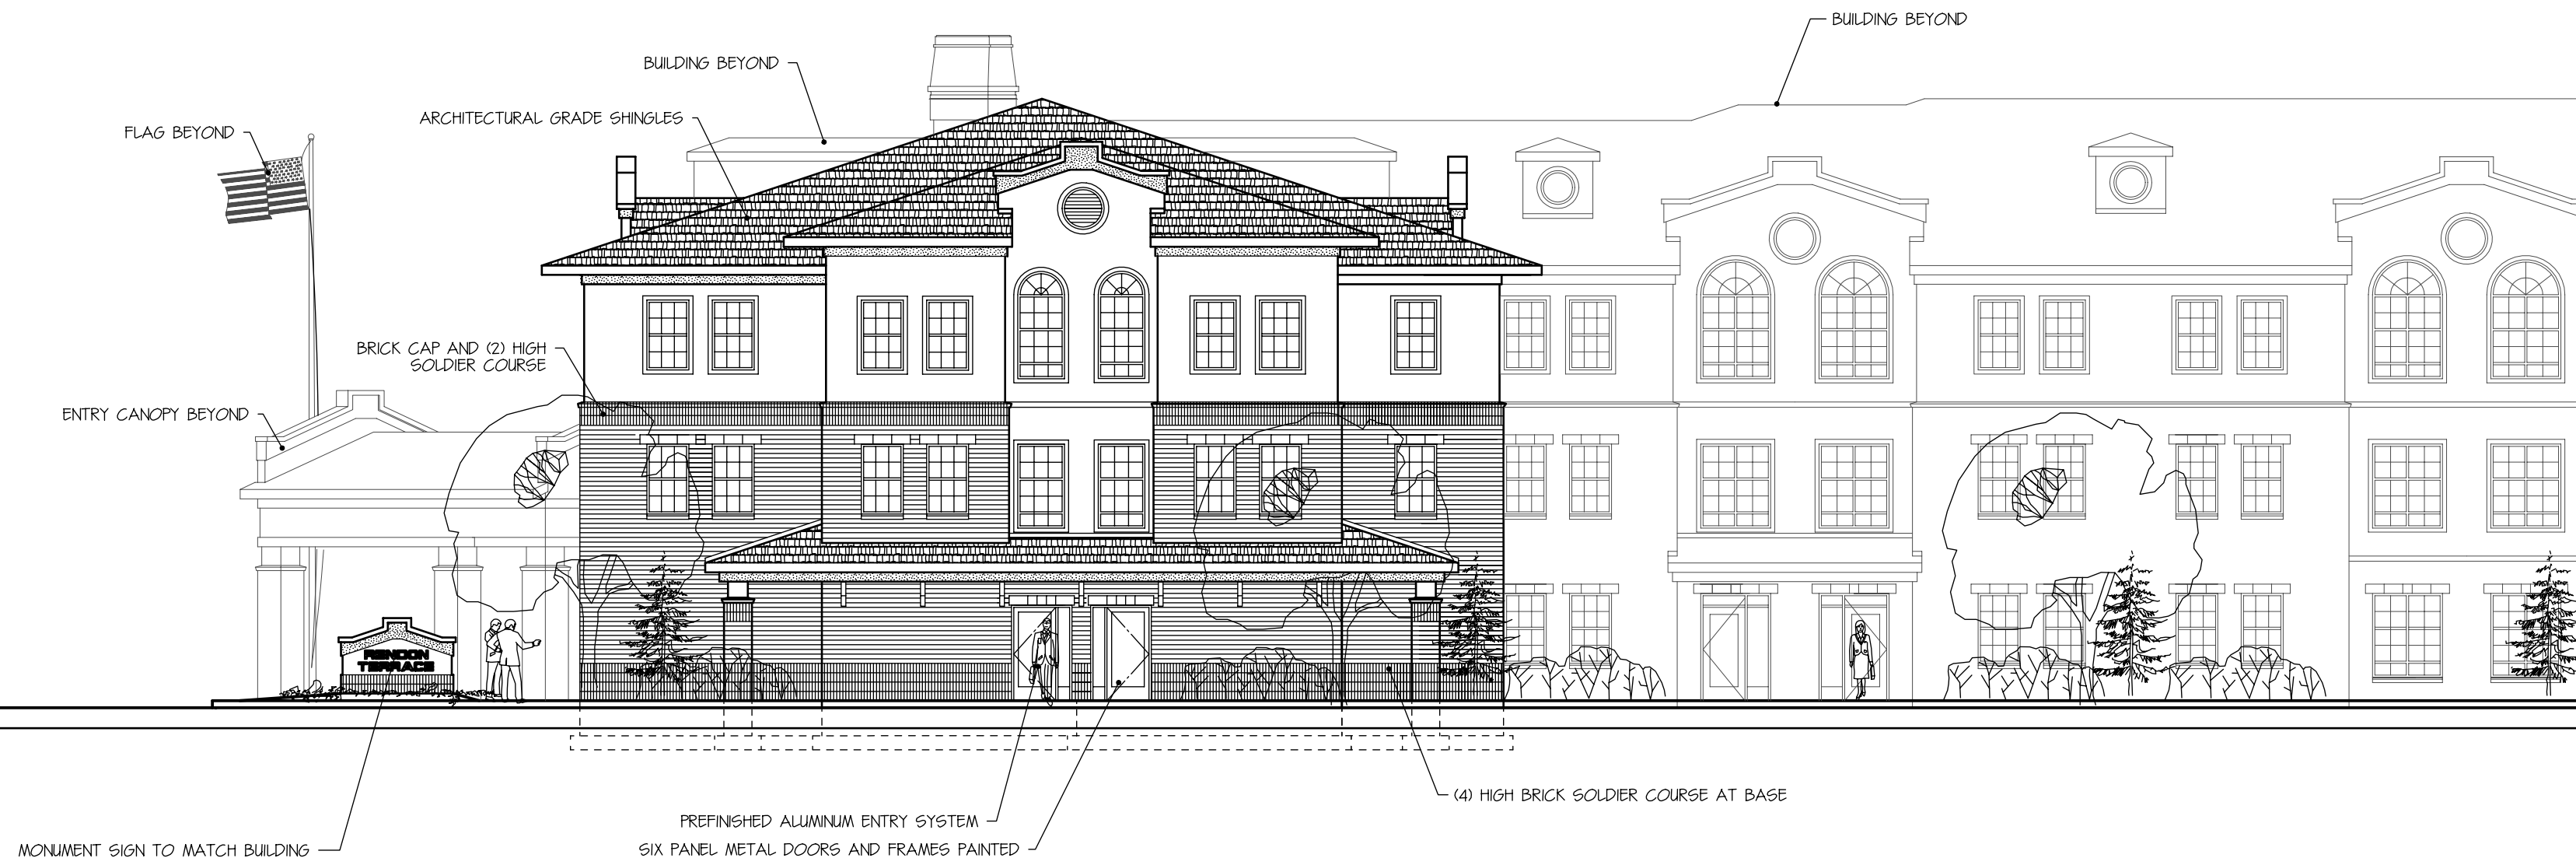 BUILDING BEYOND
BUILDING BEYOND
ARCHITECTURAL GRADE SHINGLES
FLAG BEYOND
BRICK CAP AND (2) HIGH
SOLDIER COURSE
ENTRY CANOPY BEYOND
RENDON
TERRACE
(4) HIGH BRICK SOLDIER COURSE AT BASE
PREFINISHED ALUMINUM ENTRY SYSTEM
SIX PANEL METAL DOORS AND FRAMES PAINTED
MONUMENT SIGN TO MATCH BUILDING